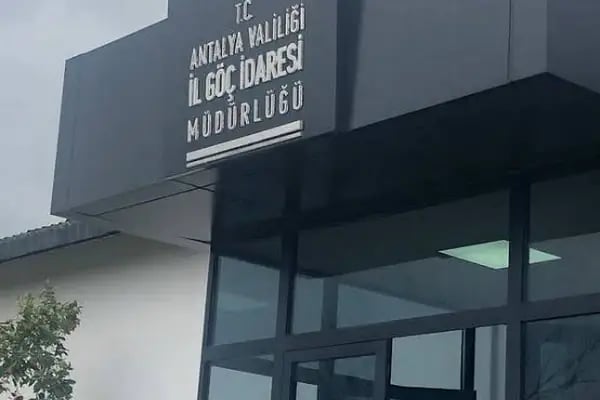 T.C.
ANTALYA VALİLİĞİ
İL GÖÇ İDARESİ
MÜDÜRLÜĞÜ